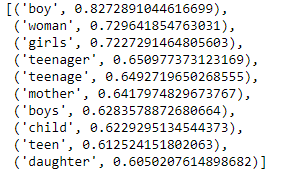 [('boy', 0.8272891044616699),
('woman', 0.729641854763031),
('girls', 0.7227291464805603),
('teenager', 0.650977373123169),
('teenage', 0.6492719650268555),
('mother', 0.6417974829673767),
('boys', 0.6283578872680664),
('child', 0.6229295134544373),
('teen', 0.612524151802063),
('daughter', 0.6050207614898682)]